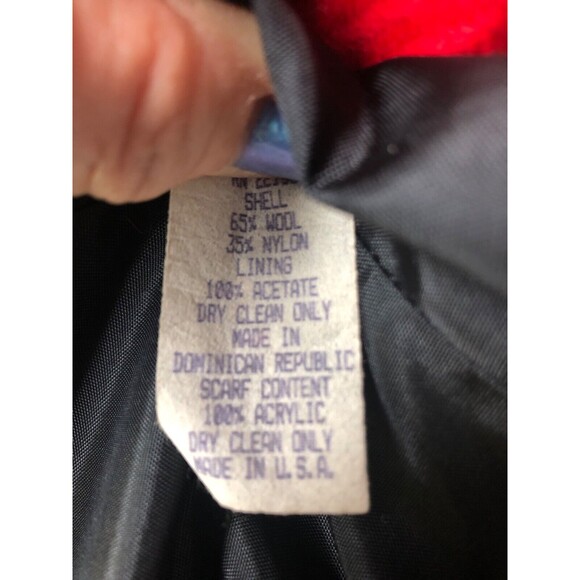 RN
SHELL
65% WOOL
35% NYLON
LINING
100% ACETATE
DRY CLEAN ONLY
MADE IN
DOMINICAN REPUBLIC
SCARF CONTENT
100% ACRYLIC
DRY CLEAN ONLY
MADE IN U.S.A.